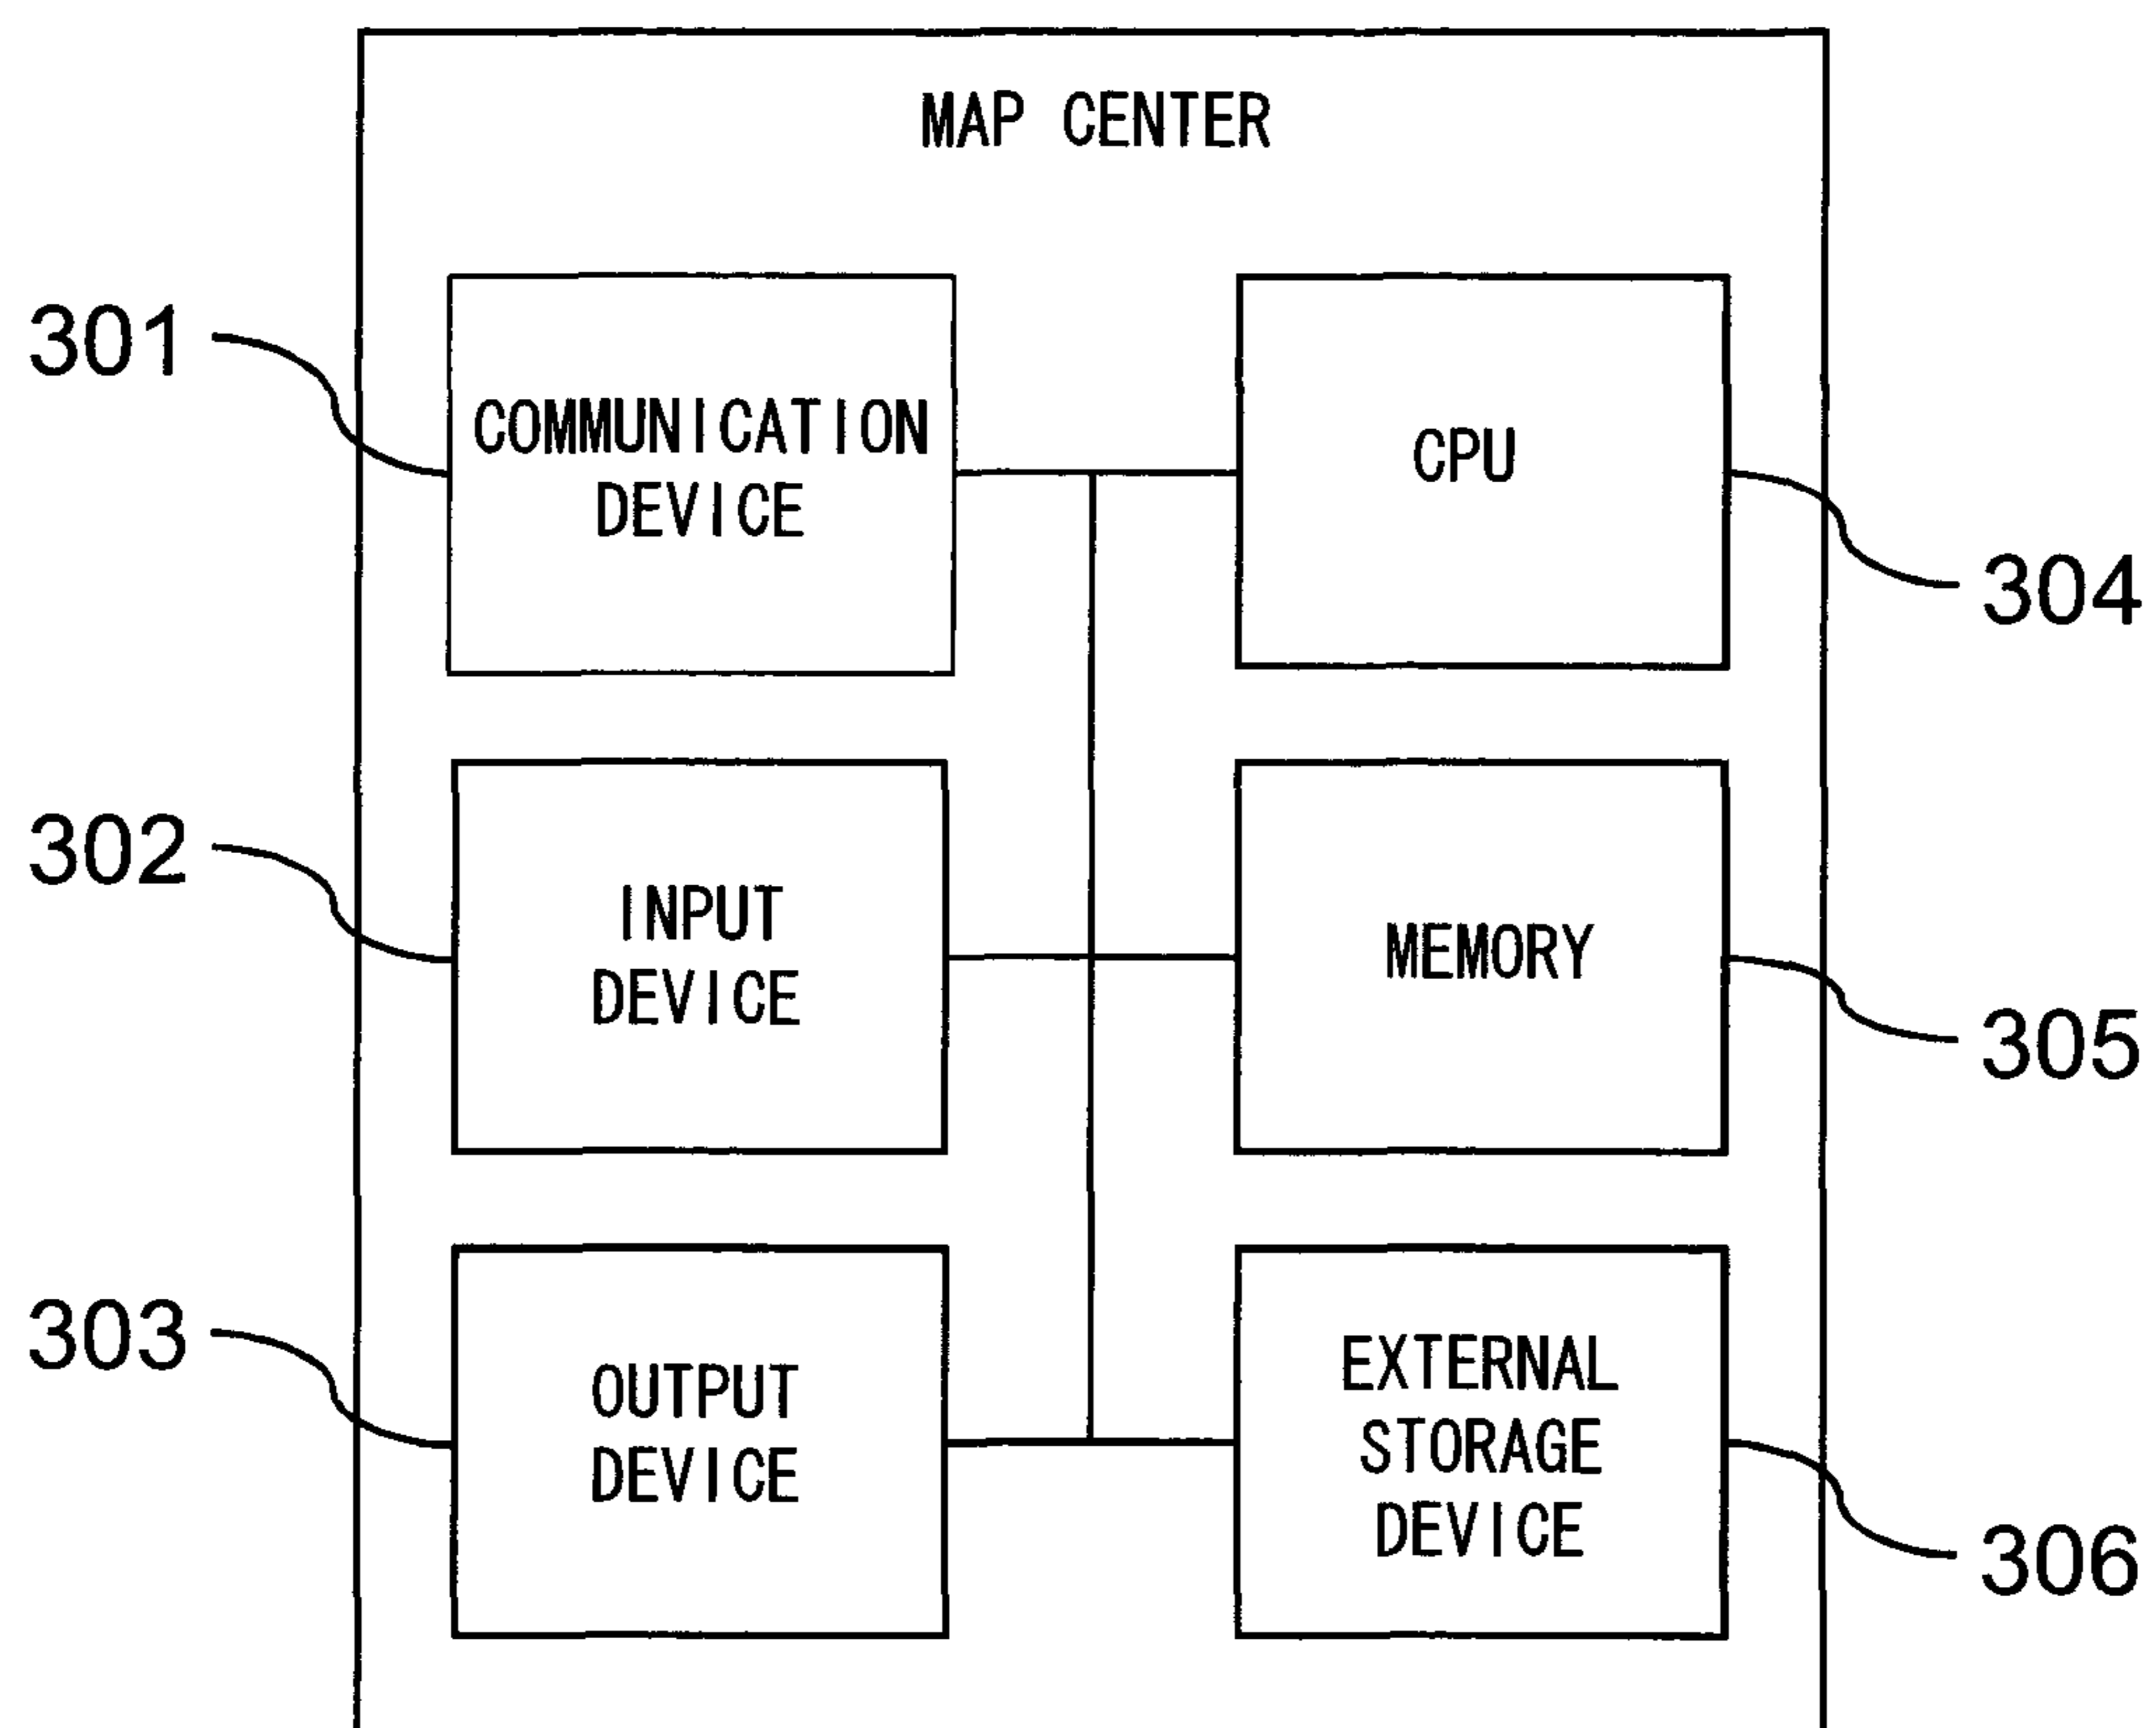 MAP CENTER
301
COMMUNICATION
DEVICE
CPU
304
302
INPUT
DEVICE
MEMORY
305
303
OUTPUT
DEVICE
EXTERNAL
STORAGE
DEVICE
306